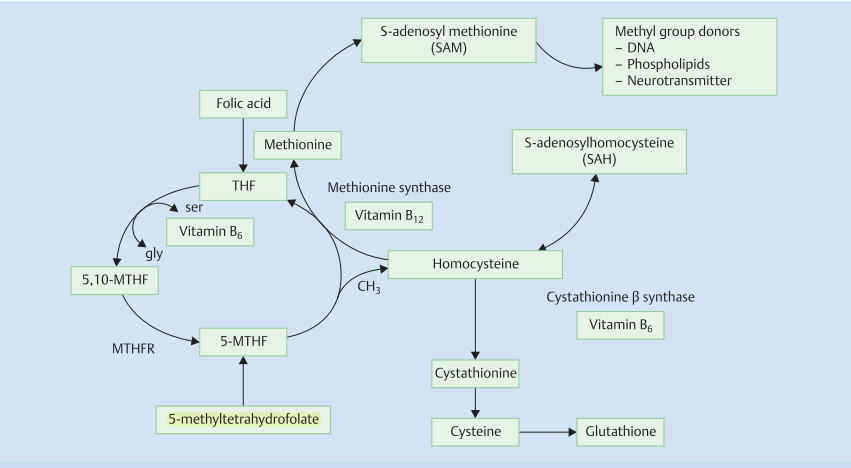 S-adenosyl methionine
(SAM)
Methyl group donors
– DNA
– Phospholipids
– Neurotransmitter
Folic acid
Methionine
S-adenosylhomocysteine
(SAH)
THF
Methionine synthase
ser
Vitamin B₁₂
Vitamin B₆
gly
Homocysteine
5,10-MTHF
CH₃
Cystathionine β synthase
Vitamin B₆
MTHFR
5-MTHF
Cystathionine
5-methyltetrahydrofolate
Cysteine
Glutathione